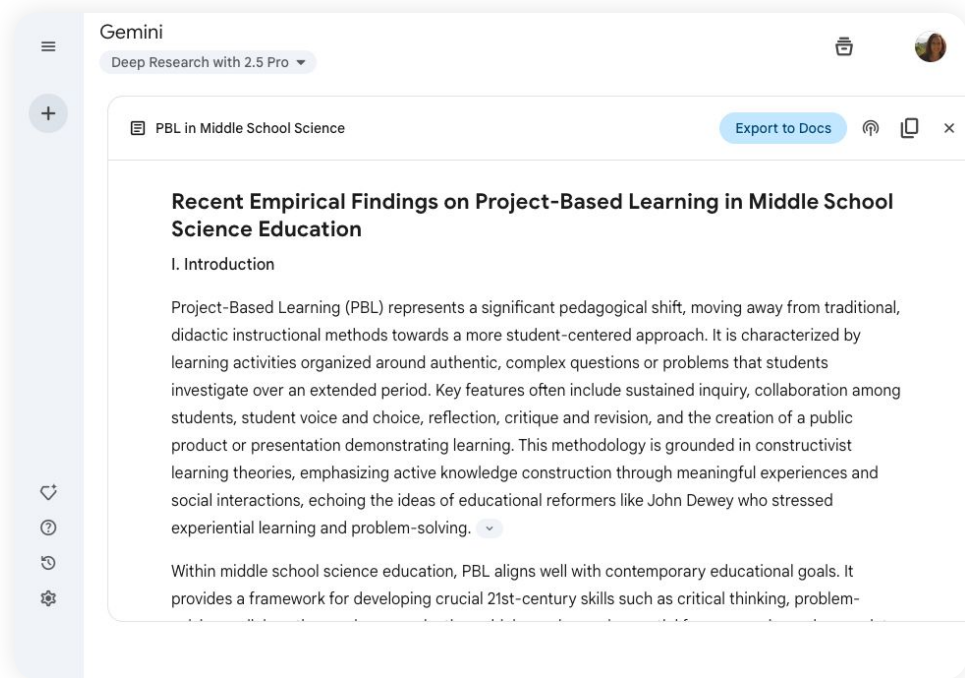 Gemini
Deep Research with 2.5 Pro
PBL in Middle School Science
Export to Docs
Recent Empirical Findings on Project-Based Learning in Middle School
Science Education
I. Introduction
Project-Based Learning (PBL) represents a significant pedagogical shift, moving away from traditional,
didactic instructional methods towards a more student-centered approach. It is characterized by
learning activities organized around authentic, complex questions or problems that students
investigate over an extended period. Key features often include sustained inquiry, collaboration among
students, student voice and choice, reflection, critique and revision, and the creation of a public
product or presentation demonstrating learning. This methodology is grounded in constructivist
learning theories, emphasizing active knowledge construction through meaningful experiences and
social interactions, echoing the ideas of educational reformers like John Dewey who stressed
experiential learning and problem-solving.
Within middle school science education, PBL aligns well with contemporary educational goals. It
provides a framework for developing crucial 21st-century skills such as critical thinking, problem-